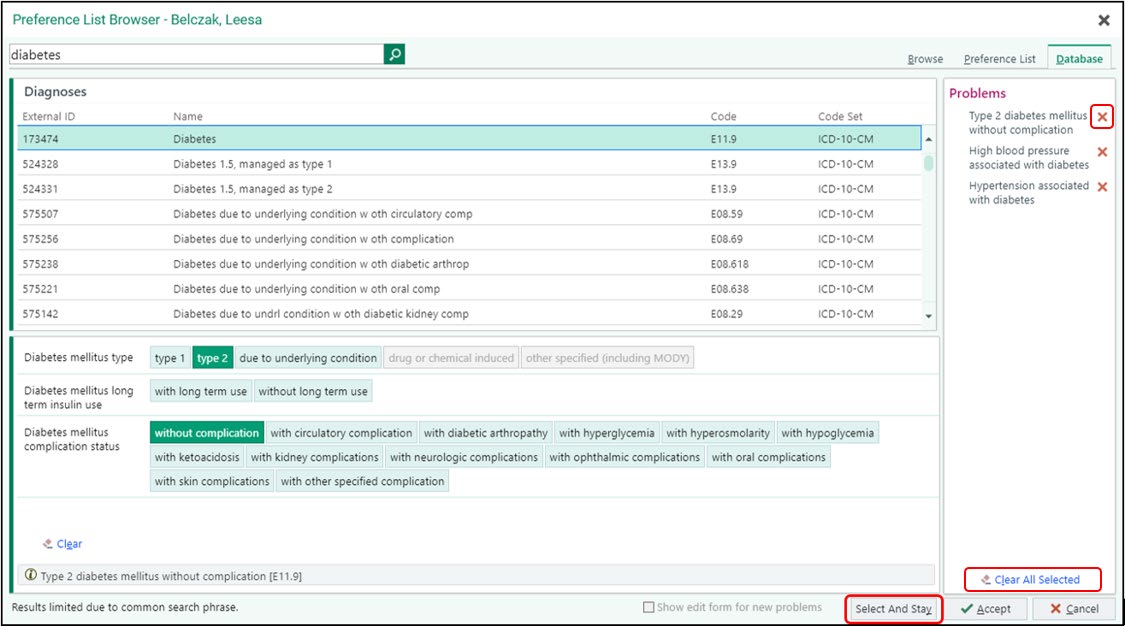 Preference List Browser - Belczak, Leesa
diabetes
Browse Preference List Database
Diagnoses
External ID Name Code Code Set
173474 Diabetes E11.9 ICD-10-CM
524328 Diabetes 1.5, managed as type 1 E13.9 ICD-10-CM
524331 Diabetes 1.5, managed as type 2 E13.9 ICD-10-CM
575507 Diabetes due to underlying condition w oth circulatory comp E08.59 ICD-10-CM
575256 Diabetes due to underlying condition w oth complication E08.69 ICD-10-CM
575238 Diabetes due to underlying condition w oth diabetic arthrop E08.618 ICD-10-CM
575221 Diabetes due to underlying condition w oth oral comp E08.638 ICD-10-CM
575142 Diabetes due to undrl condition w oth diabetic kidney comp E08.29 ICD-10-CM
Problems
Type 2 diabetes mellitus
without complication
High blood pressure
associated with diabetes
Hypertension associated
with diabetes
Diabetes mellitus type type 1 type 2 due to underlying condition drug or chemical induced other specified (including MODY)
Diabetes mellitus long
term insulin use
with long term use without long term use
Diabetes mellitus
complication status
without complication with circulatory complication with diabetic arthropathy with hyperglycemia with hyperosmolarity with hypoglycemia
with ketoacidosis with kidney complications with neurologic complications with ophthalmic complications with oral complications
with skin complications with other specified complication
Clear
Type 2 diabetes mellitus without complication [E11.9]
Clear All Selected
Results limited due to common search phrase. Show edit form for new problems Select And Stay Accept Cancel